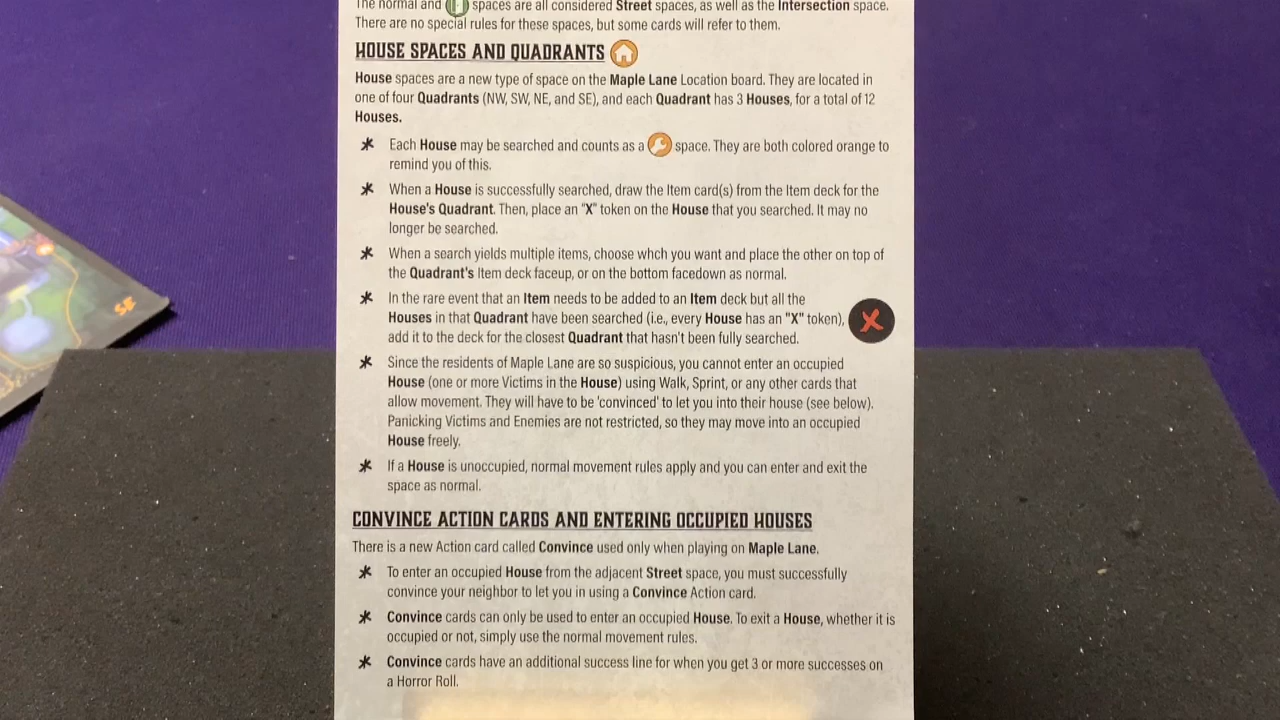 The normal and spaces are all considered Street spaces, as well as the Intersection space.
There are no special rules for these spaces, but some cards will refer to them.
HOUSE SPACES AND QUADRANTS
House spaces are a new type of space on the Maple Lane Location board. They are located in
one of four Quadrants (NW, SW, NE, and SE), and each Quadrant has 3 Houses, for a total of 12
Houses.
* Each House may be searched and counts as a space. They are both colored orange to
remind you of this.
* When a House is successfully searched, draw the Item card(s) from the Item deck for the
House's Quadrant. Then, place an "X" token on the House that you searched. It may no
longer be searched.
* When a search yields multiple items, choose whch you want and place the other on top of
the Quadrant's Item deck faceup, or on the bottom facedown as normal.
* In the rare event that an Item needs to be added to an Item deck but all the
Houses in that Quadrant have been searched (i.e., every House has an "X" token),
add it to the deck for the closest Quadrant that hasn't been fully searched.
X
* Since the residents of Maple Lane are so suspicious, you cannot enter an occupied
House (one or more Victims in the House) using Walk, Sprint, or any other cards that
allow movement. They will have to be 'convinced' to let you into their house (see below).
Panicking Victims and Enemies are not restricted, so they may move into an occupied
House freely.
* If a House is unoccupied, normal movement rules apply and you can enter and exit the
space as normal.
CONVINCE ACTION CARDS AND ENTERING OCCUPIED HOUSES
There is a new Action card called Convince used only when playing on Maple Lane.
* To enter an occupied House from the adjacent Street space, you must successfully
convince your neighbor to let you in using a Convince Action card.
* Convince cards can only be used to enter an occupied House. To exit a House, whether it is
occupied or not, simply use the normal movement rules.
* Convince cards have an additional success line for when you get 3 or more successes on
a Horror Roll.
SE